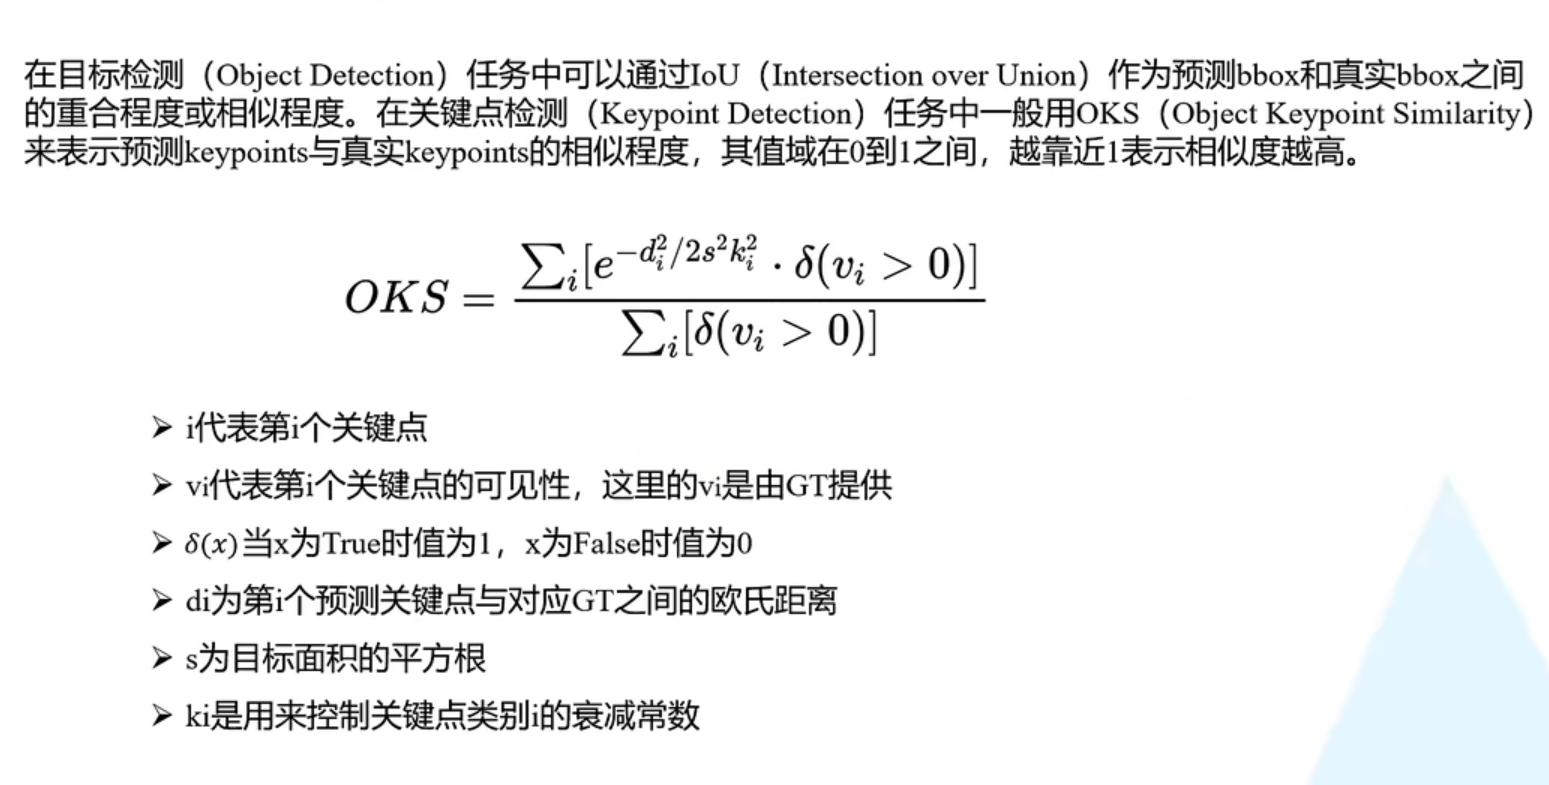 在目标检测（Object Detection）任务中可以通过IoU（Intersection over Union）作为预测bbox和真实bbox之间
的重合程度或相似程度。在关键点检测（Keypoint Detection）任务中一般用OKS（Object Keypoint Similarity）
来表示预测keypoints与真实keypoints的相似程度，其值域在0到1之间，越靠近1表示相似度越高。
$OKS = \frac{\sum_i [e^{-d_i^2/2s^2k_i^2} \cdot \delta(v_i > 0)]}{\sum_i [\delta(v_i > 0)]}$
➢ i代表第i个关键点
➢ vi代表第i个关键点的可见性，这里的vi是由GT提供
➢ δ(x)当x为True时值为1，x为False时值为0
➢ di为第i个预测关键点与对应GT之间的欧氏距离
➢ s为目标面积的平方根
➢ ki是用来控制关键点类别i的衰减常数